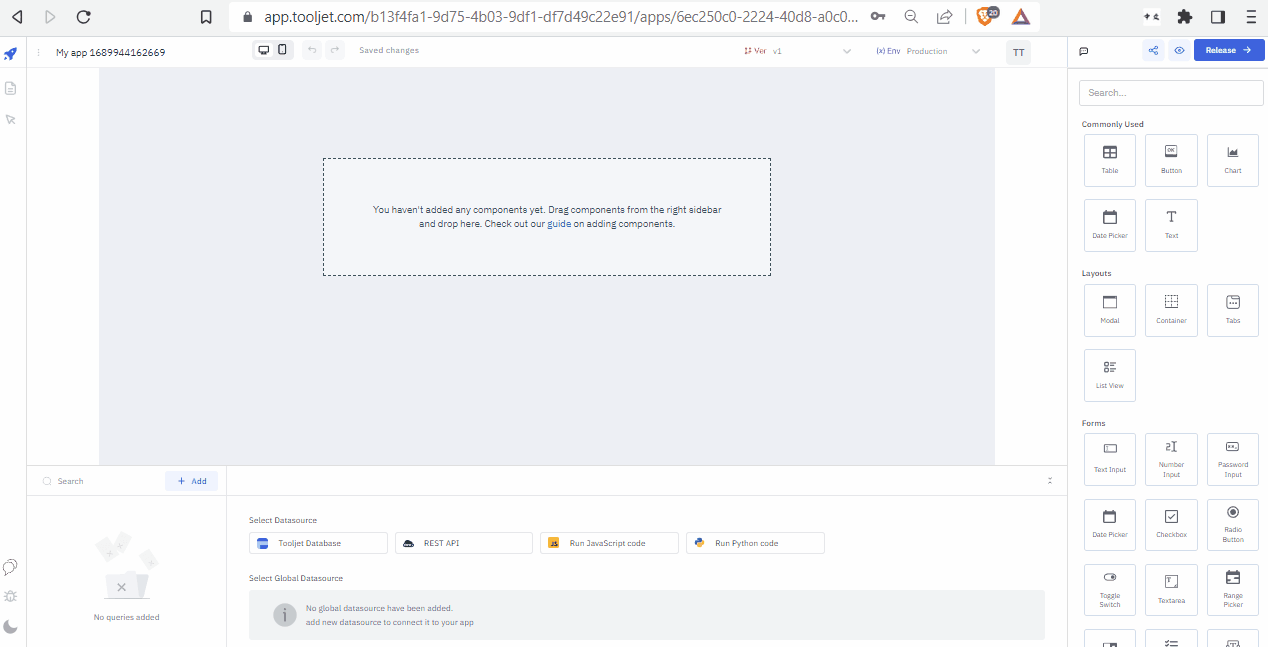 app.tooljet.com/b13f4fa1-9d75-4b03-9df1-df7d49c22e91/apps/6ec250c0-2224-40d8-a0c0...
20
My app 1689944162669
Saved changes
Ver v1
(x) Env Production
TT
Release
Search...
Commonly Used
Table
OK
Button
Chart
Date Picker
Text
Layouts
Modal
Container
Tabs
List View
Forms
Text Input
Number
Input
Password
Input
Date Picker
Checkbox
Radio
Button
Toggle
Switch
Textarea
Range
Picker
You haven't added any components yet. Drag components from the right sidebar
and drop here. Check out our guide on adding components.
Search
+ Add
No queries added
Select Datasource
Tooljet Database
REST API
JS
Run JavaScript code
Run Python code
Select Global Datasource
No global datasource have been added.
add new datasource to connect it to your app